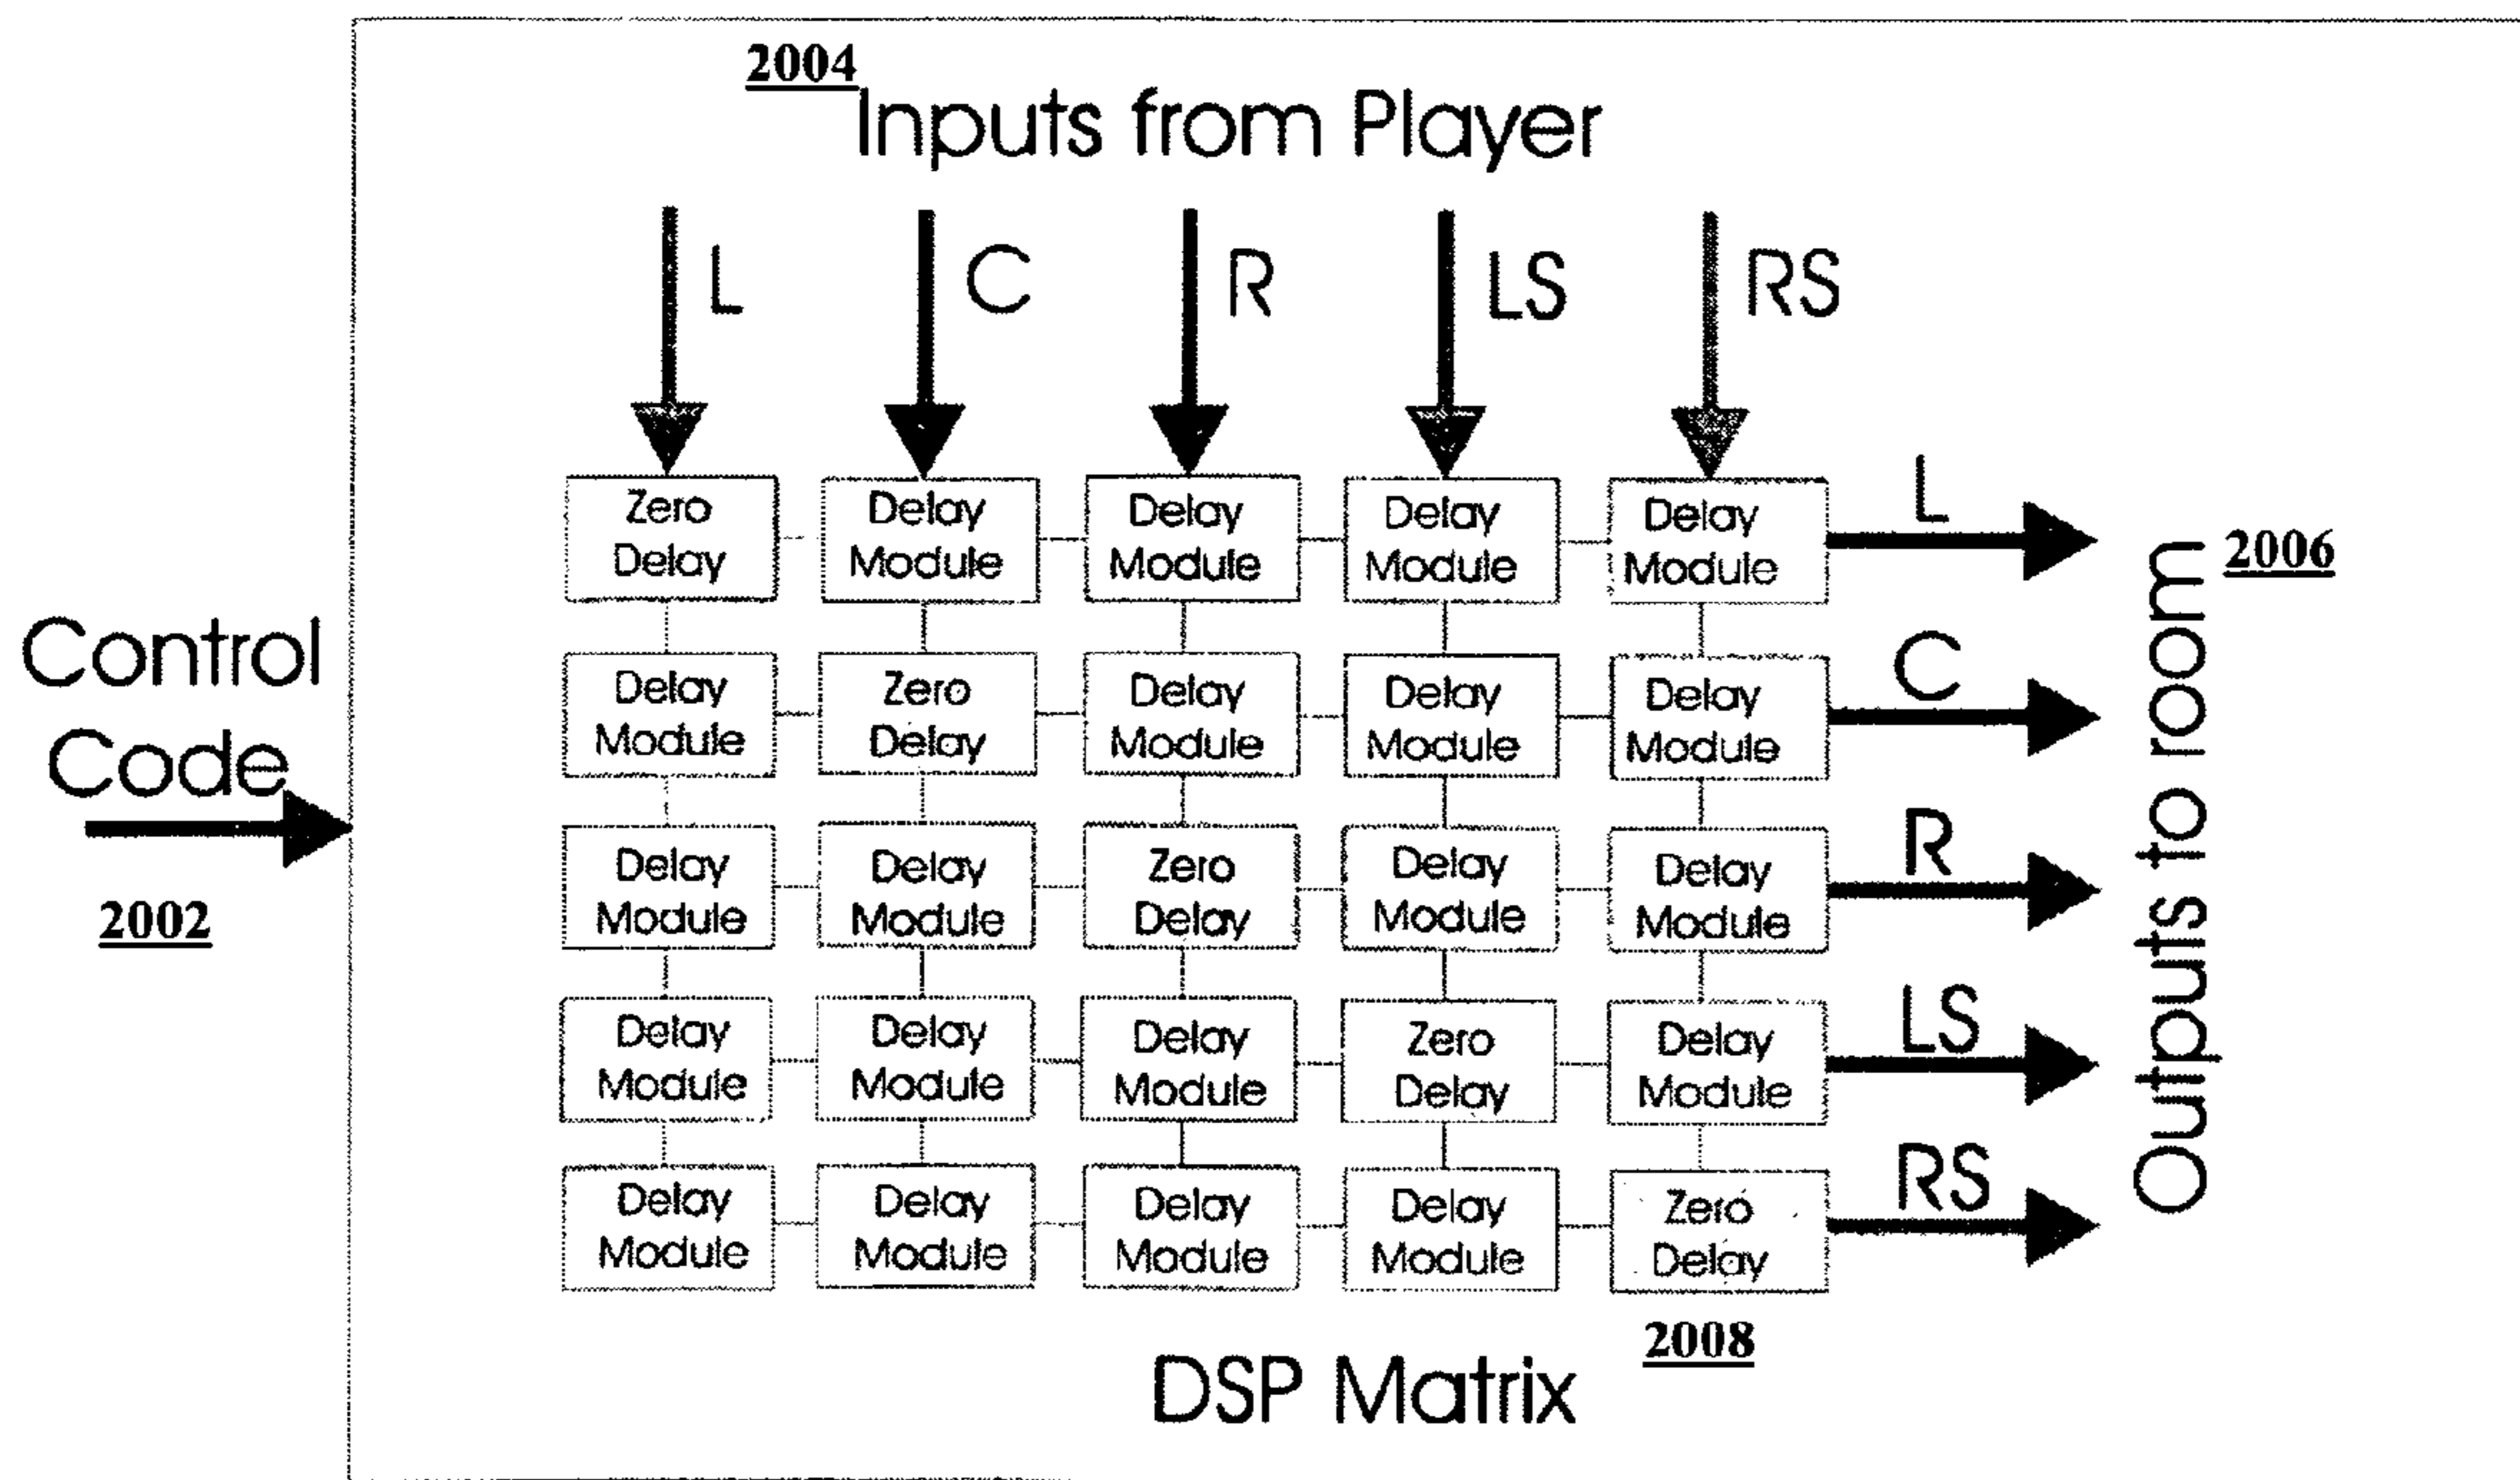 2004
Inputs from Player
L
C
R
LS
RS
Zero
Delay
Delay
Module
Delay
Module
Delay
Module
Delay
Module
L
Delay
Module
Zero
Delay
Delay
Module
Delay
Module
Delay
Module
C
Delay
Module
Delay
Module
Zero
Delay
Delay
Module
Delay
Module
R
Delay
Module
Delay
Module
Delay
Module
Zero
Delay
Delay
Module
LS
Delay
Module
Delay
Module
Delay
Module
Delay
Module
Zero
Delay
RS
Control
Code
2002
Outputs to room
2006
2008
DSP Matrix